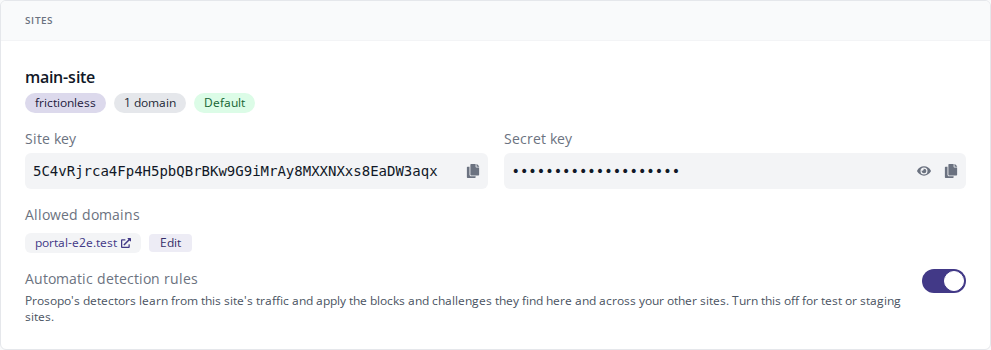 SITES
main-site
frictionless 1 domain Default
Site key Secret key
5C4vRjrca4Fp4H5pbQBrBKw9G9iMrAy8MXXNXxs8EaDW3aqx ••••••••••••••••••••
Allowed domains
portal-e2e.test Edit
Automatic detection rules
Prosopo's detectors learn from this site's traffic and apply the blocks and challenges they find here and across your other sites. Turn this off for test or staging
sites.